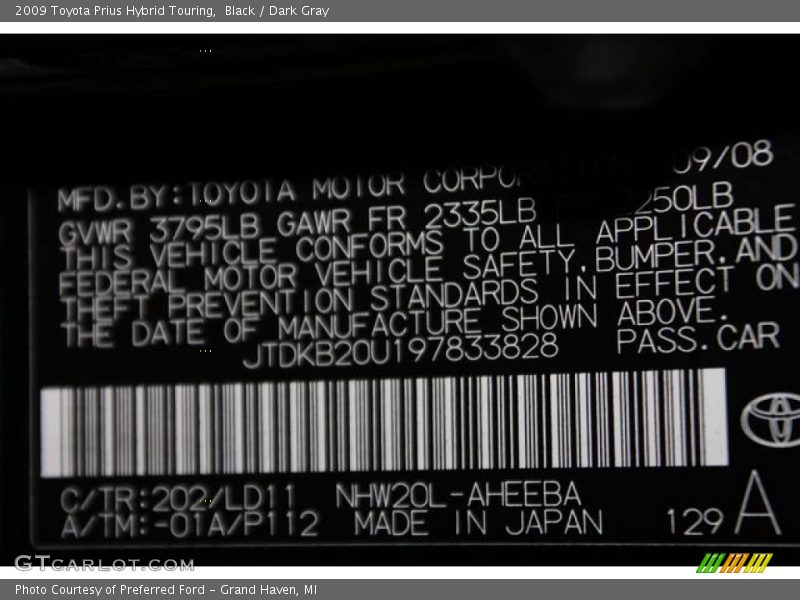 2009 Toyota Prius Hybrid Touring, Black / Dark Gray
MFD.BY:TOYOTA MOTOR CORPORATION 09/08
GVWR 3795LB GAWR FR 2335LB RR 2250LB
THIS VEHICLE CONFORMS TO ALL APPLICABLE
FEDERAL MOTOR VEHICLE SAFETY,BUMPER,AND
THEFT PREVENTION STANDARDS IN EFFECT ON
THE DATE OF MANUFACTURE SHOWN ABOVE.
JTDKB20U197833828 PASS.CAR
C/TR:202/LD11 NHW20L-AHEEBA
A/TM:-01A/P112 MADE IN JAPAN 129 A
GTCARLOT.COM
Photo Courtesy of Preferred Ford - Grand Haven, MI